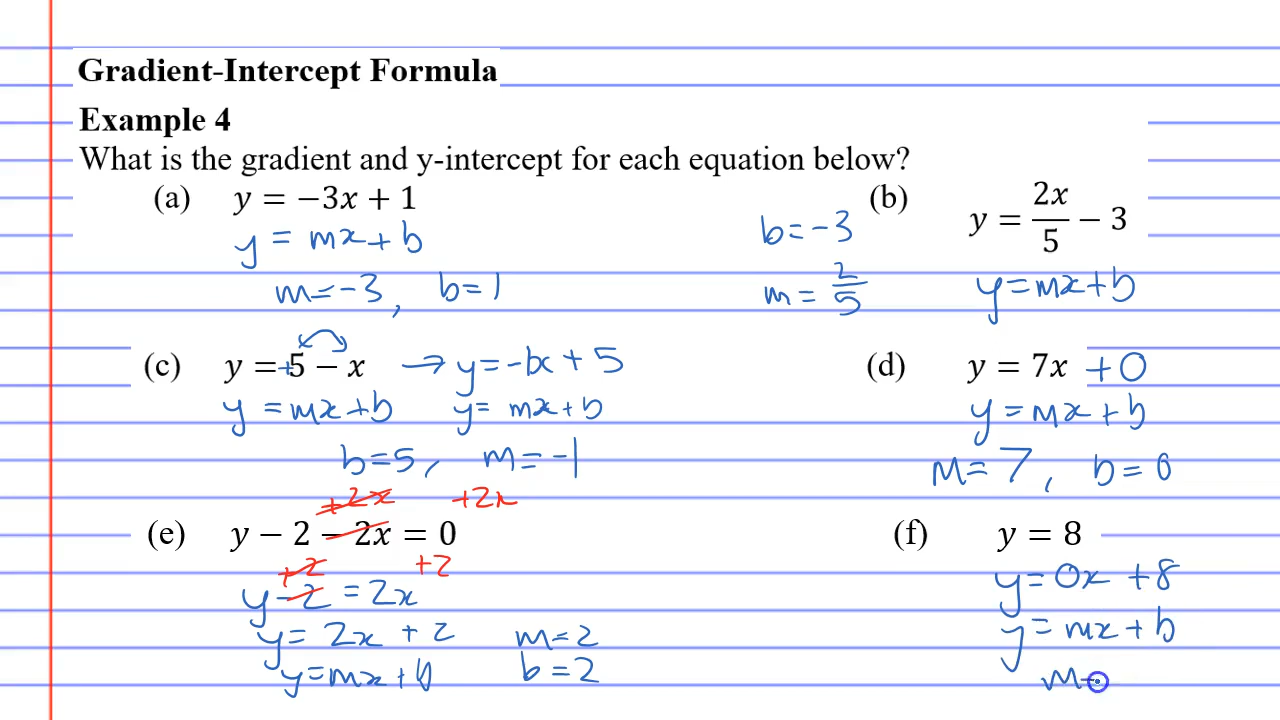 Gradient-Intercept Formula
Example 4
What is the gradient and y-intercept for each equation below?
(a) y = −3x + 1
y = mx + b
m = −3, b = 1
(b) y = 2x/5 − 3
b = −3
m = 2/5
y = mx + b
(c) y = +5 − x → y = −1x + 5
y = mx + b y = mx + b
b = 5, m = −1
(d) y = 7x + 0
y = mx + b
m = 7, b = 0
+2x +2x
(e) y − 2 − 2x = 0
+2 +2
y − 2 = 2x
y = 2x + 2 m = 2
y = mx + b b = 2
(f) y = 8
y = 0x + 8
y = mx + b
m =